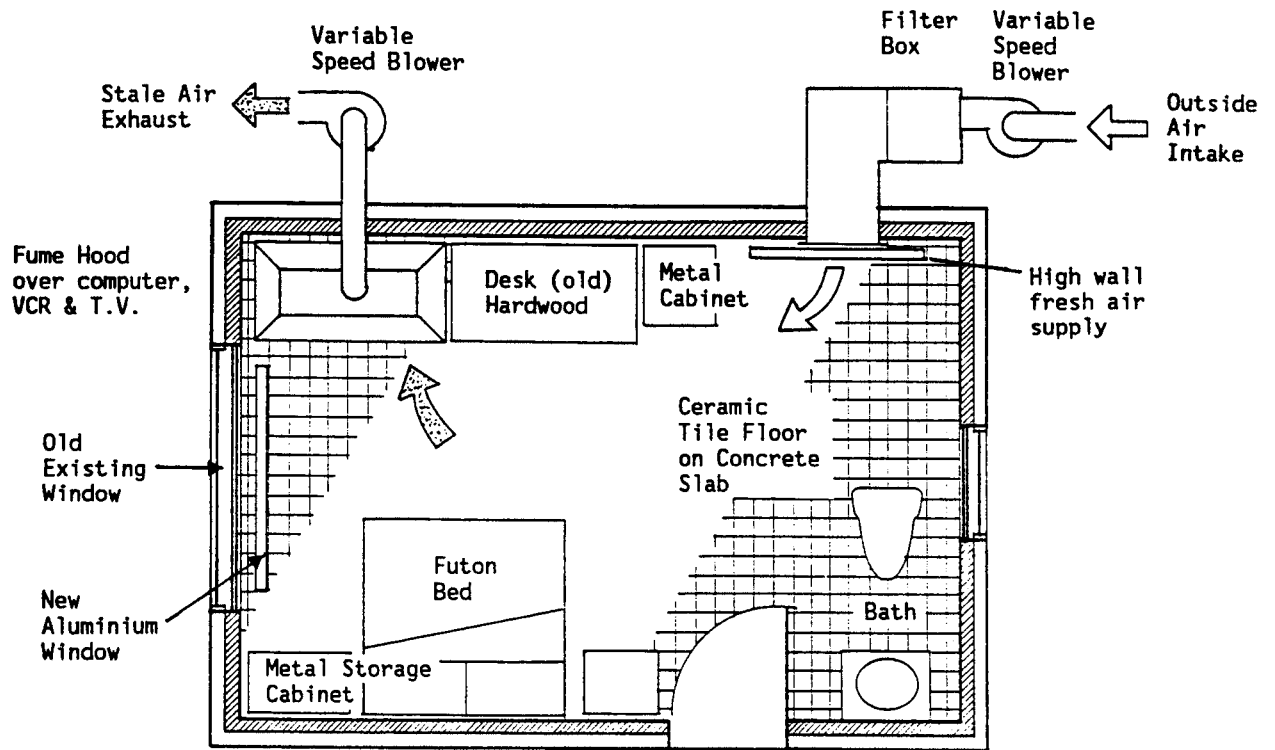 Variable
Speed Blower
Filter
Box
Variable
Speed
Blower
Stale Air
Exhaust
Outside
Air
Intake
Fume Hood
over computer,
VCR & T.V.
Desk (old)
Hardwood
Metal
Cabinet
High wall
fresh air
supply
Ceramic
Tile Floor
on Concrete
Slab
Old
Existing
Window
Futon
Bed
New
Aluminium
Window
Bath
Metal Storage
Cabinet